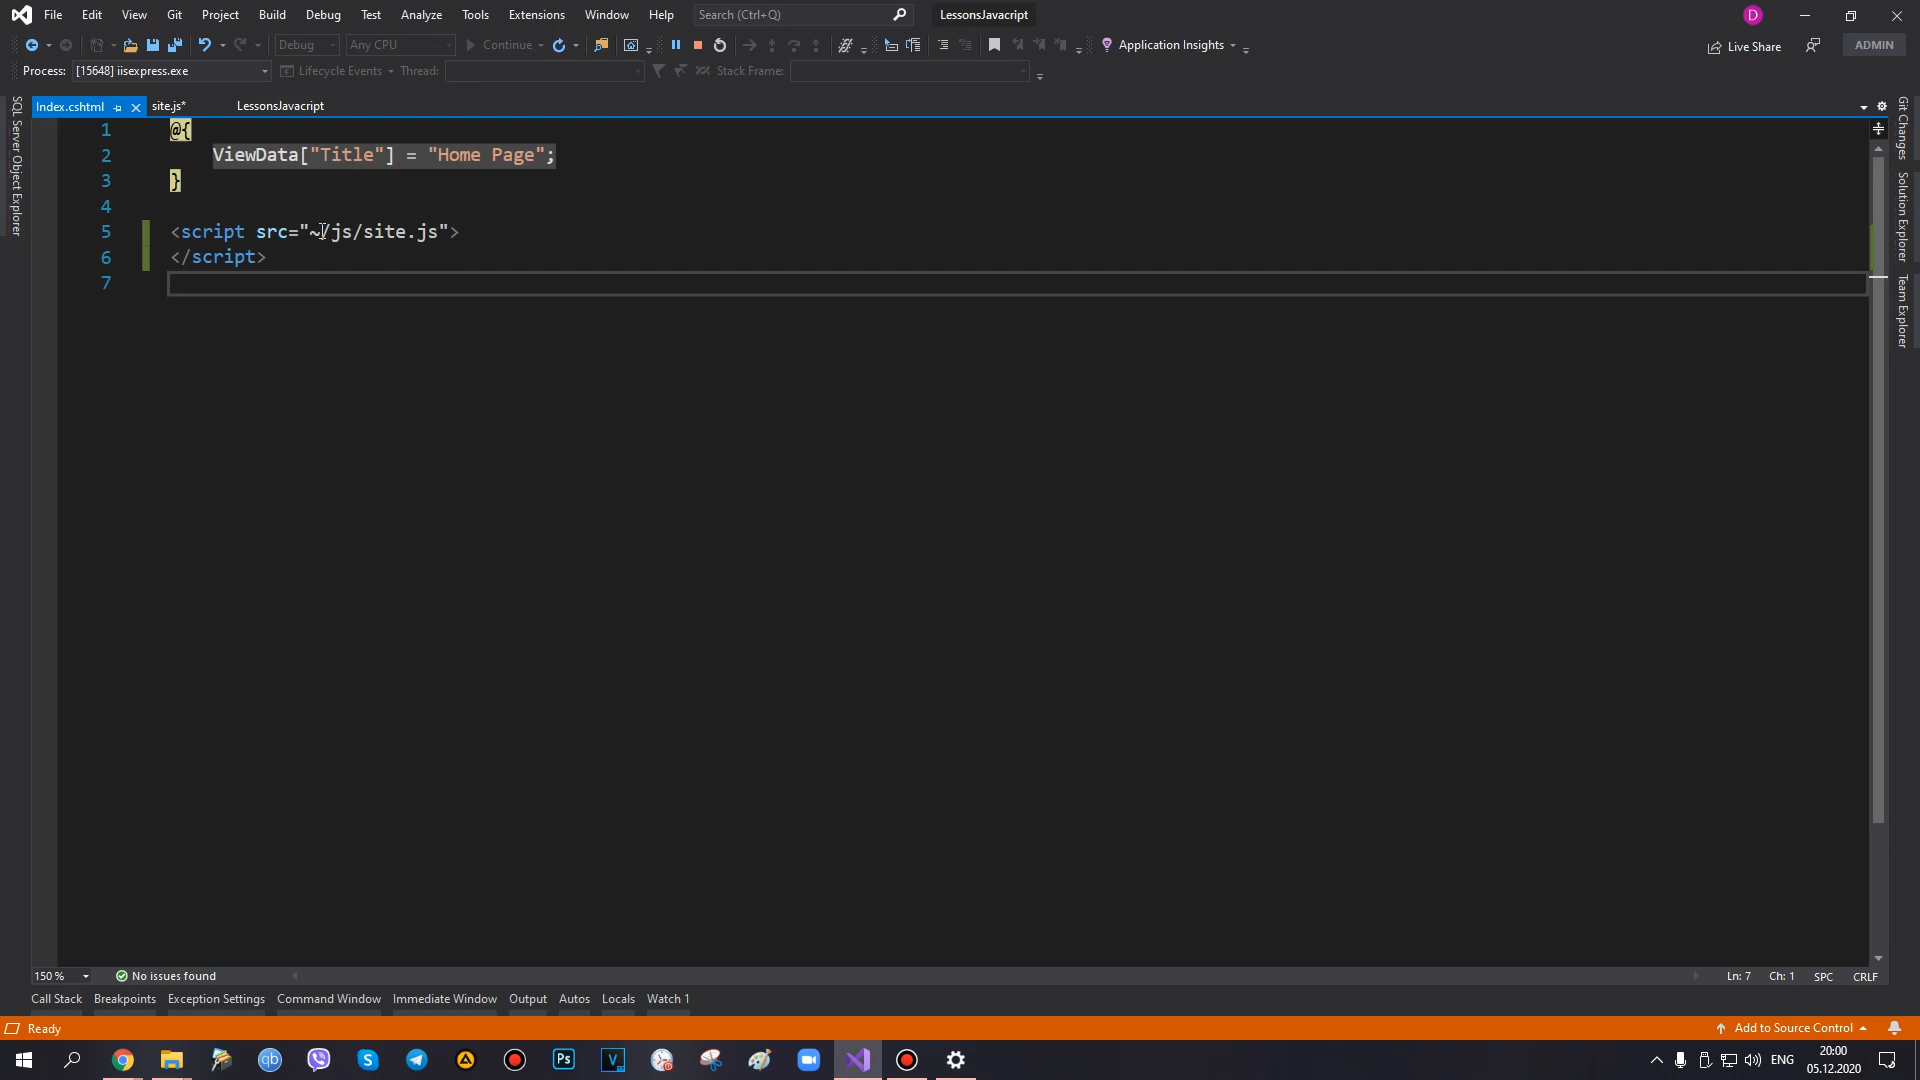 File Edit View Git Project Build Debug Test Analyze Tools Extensions Window Help Search (Ctrl+Q) LessonsJavacript D
Debug Any CPU Continue Application Insights Live Share ADMIN
Process: [15648] iisexpress.exe Lifecycle Events Thread: Stack Frame:
Index.cshtml site.js* LessonsJavacript
SQL Server Object Explorer
Git Changes
Solution Explorer
Team Explorer
1 @{
2 ViewData["Title"] = "Home Page";
3 }
4
5 <script src="~/js/site.js">
6 </script>
7
150 % No issues found Ln: 7 Ch: 1 SPC CRLF
Call Stack Breakpoints Exception Settings Command Window Immediate Window Output Autos Locals Watch 1
Ready Add to Source Control
qb Ps V ENG 20:00
05.12.2020